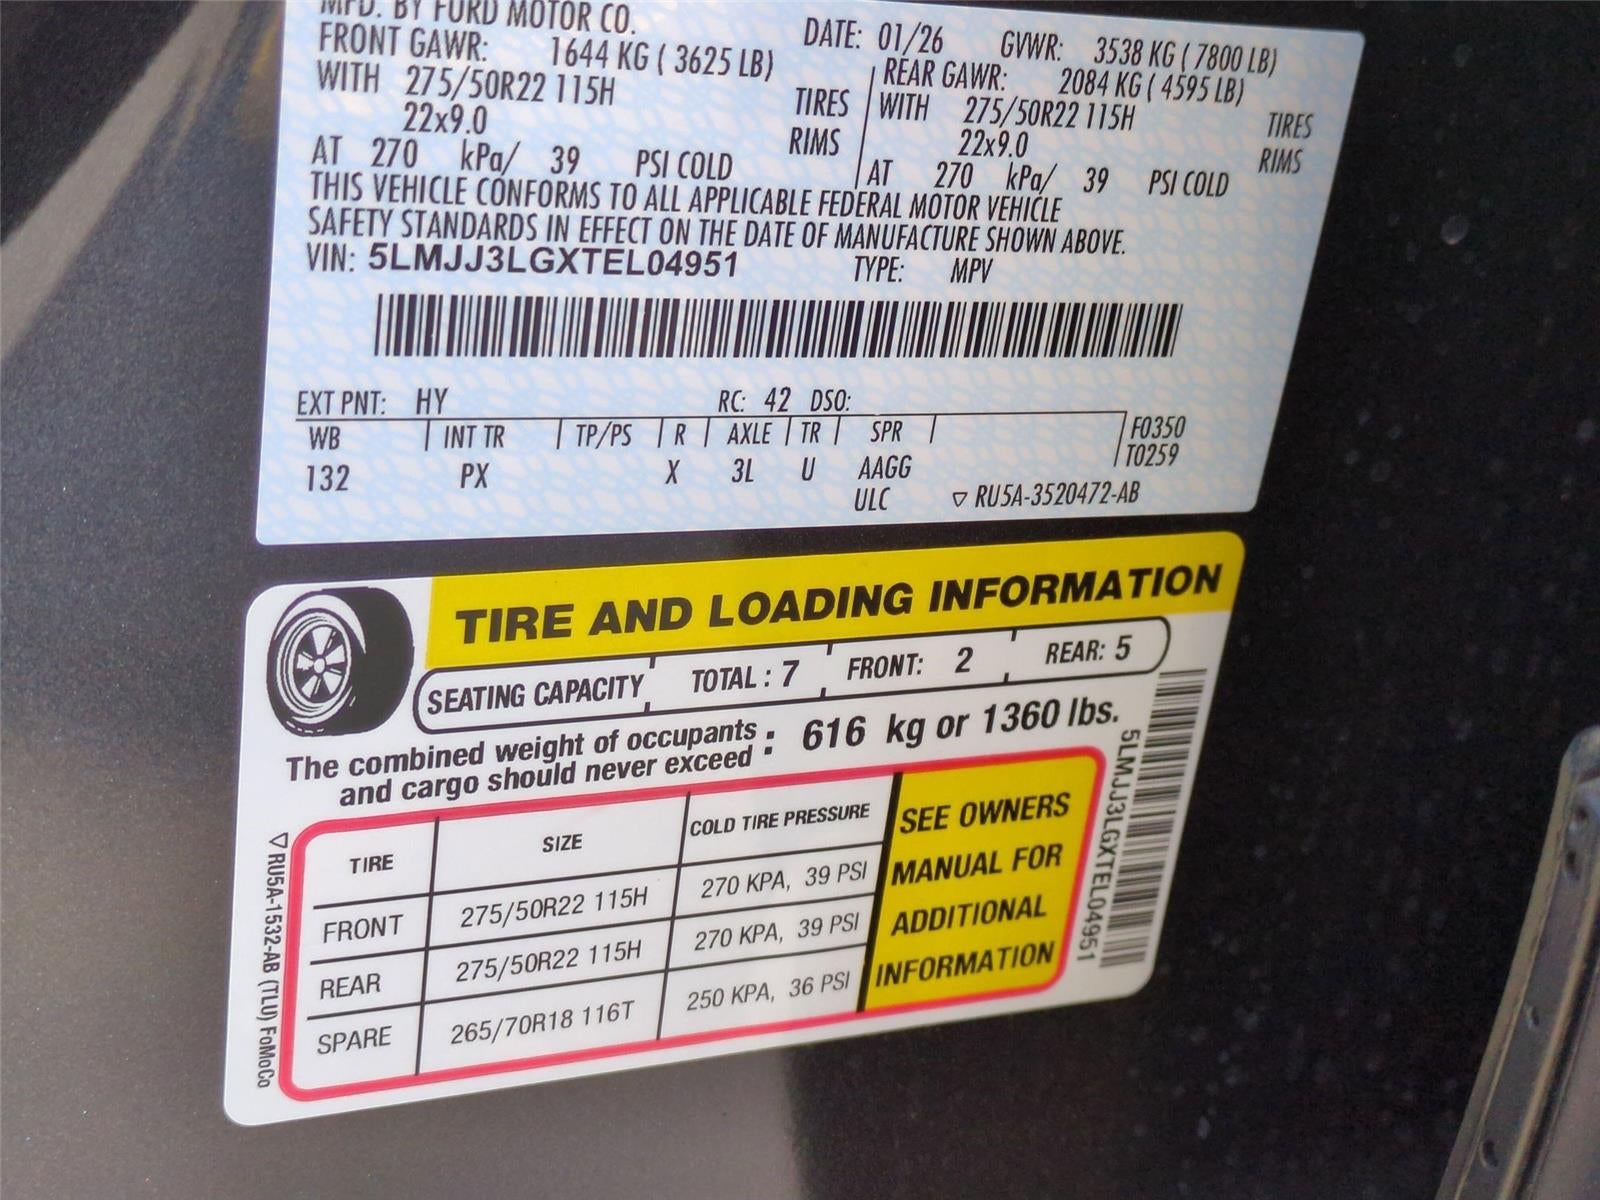 MFD. BY FORD MOTOR CO.
DATE: 01/26 GVWR: 3538 KG ( 7800 LB)
FRONT GAWR: 1644 KG ( 3625 LB)
REAR GAWR: 2084 KG ( 4595 LB)
WITH 275/50R22 115H TIRES
WITH 275/50R22 115H TIRES
22x9.0 RIMS
22x9.0 RIMS
AT 270 kPa/ 39 PSI COLD
AT 270 kPa/ 39 PSI COLD
THIS VEHICLE CONFORMS TO ALL APPLICABLE FEDERAL MOTOR VEHICLE
SAFETY STANDARDS IN EFFECT ON THE DATE OF MANUFACTURE SHOWN ABOVE.
VIN: 5LMJJ3LGXTEL04951 TYPE: MPV
EXT PNT: HY RC: 42 DSO:
WB INT TR TP/PS R AXLE TR SPR F0350
T0259
132 PX X 3L U AAGG
ULC ▽ RU5A-3520472-AB
TIRE AND LOADING INFORMATION
SEATING CAPACITY TOTAL : 7 FRONT: 2 REAR: 5
The combined weight of occupants
and cargo should never exceed : 616 kg or 1360 lbs.
TIRE SIZE COLD TIRE PRESSURE
FRONT 275/50R22 115H 270 KPA, 39 PSI
REAR 275/50R22 115H 270 KPA, 39 PSI
SPARE 265/70R18 116T 250 KPA, 36 PSI
SEE OWNERS
MANUAL FOR
ADDITIONAL
INFORMATION
5LMJJ3LGXTEL04951
▽ RU5A-1532-AB (TLU) FoMoCo